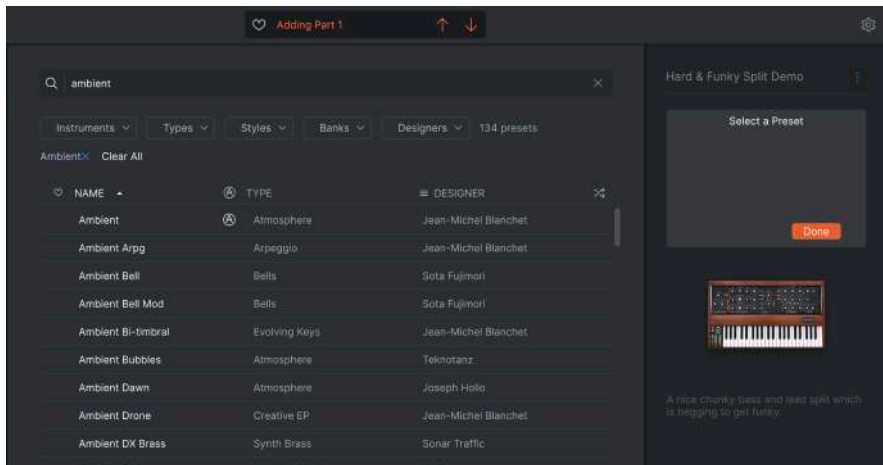 Adding Part 1
ambient
Hard & Funky Split Demo
Instruments Types Styles Banks Designers 134 presets
Select a Preset
Ambient Clear All
NAME TYPE DESIGNER
Ambient Atmosphere Jean-Michel Blanchet
Done
Ambient Arpg Arpeggio Jean-Michel Blanchet
Ambient Bell Bells Sota Fujimori
Ambient Bell Mod Bells Sota Fujimori
Ambient Bi-timbral Evolving Keys Jean-Michel Blanchet
Ambient Bubbles Atmosphere Teknotanz
Ambient Dawn Atmosphere Joseph Hollo
Ambient Drone Creative EP Jean-Michel Blanchet
Ambient DX Brass Synth Brass Sonar Traffic
A nice chunky bass and lead split which
is begging to get funky.